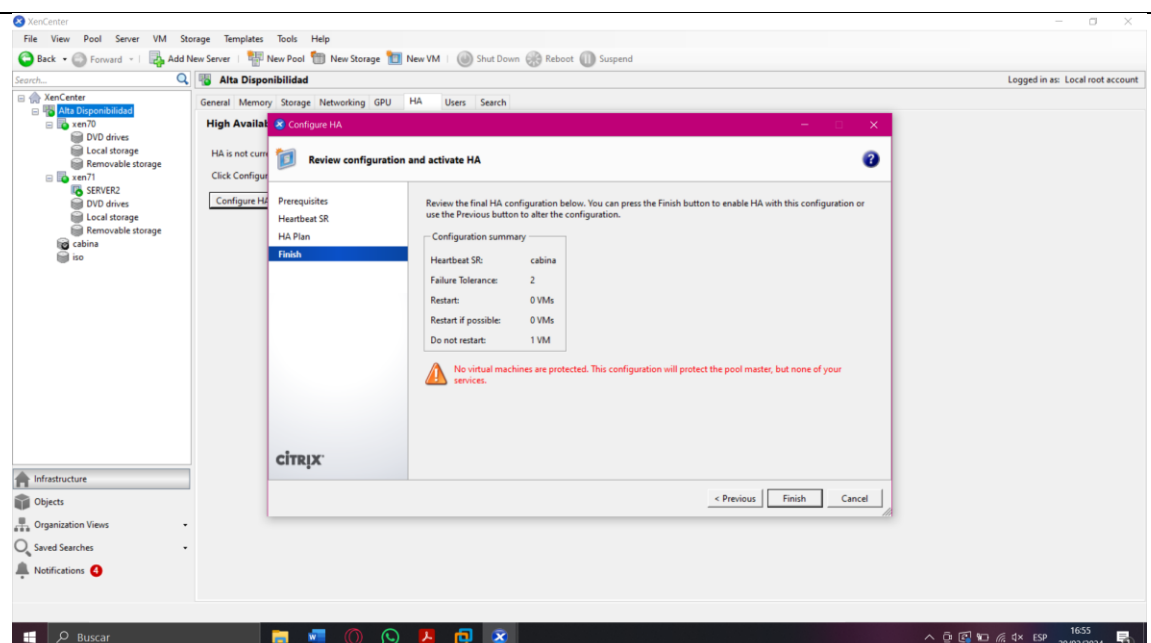 XenCenter
File View Pool Server VM Storage Templates Tools Help
Back Forward Add New Server New Pool New Storage New VM Shut Down Reboot Suspend
Search... Alta Disponibilidad Logged in as: Local root account
XenCenter
Alta Disponibilidad
xen70
DVD drives
Local storage
Removable storage
xen71
SERVER2
DVD drives
Local storage
Removable storage
cabina
iso
General Memory Storage Networking GPU HA Users Search
High Availab
HA is not curr
Click Configur
Configure HA
Configure HA
Review configuration and activate HA
Prerequisites
Heartbeat SR
HA Plan
Finish
Review the final HA configuration below. You can press the Finish button to enable HA with this configuration or
use the Previous button to alter the configuration.
Configuration summary
Heartbeat SR: cabina
Failure Tolerance: 2
Restart: 0 VMs
Restart if possible: 0 VMs
Do not restart: 1 VM
No virtual machines are protected. This configuration will protect the pool master, but none of your
services.
CITRIX
< Previous Finish Cancel
Infrastructure
Objects
Organization Views
Saved Searches
Notifications 4
Buscar
ESP
16:55